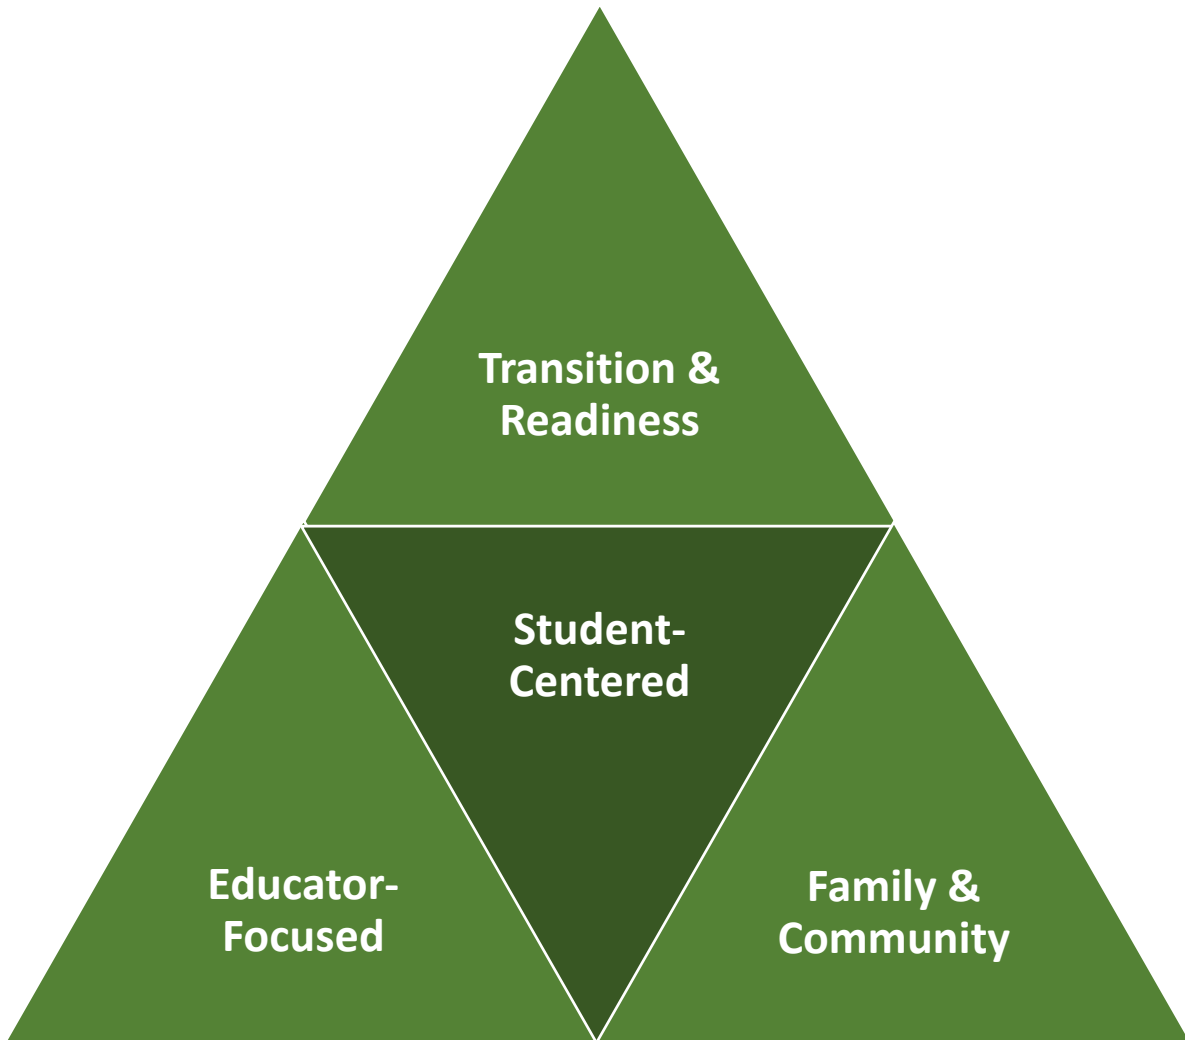 Transition &
Readiness
Student-
Centered
Educator-
Focused
Family &
Community